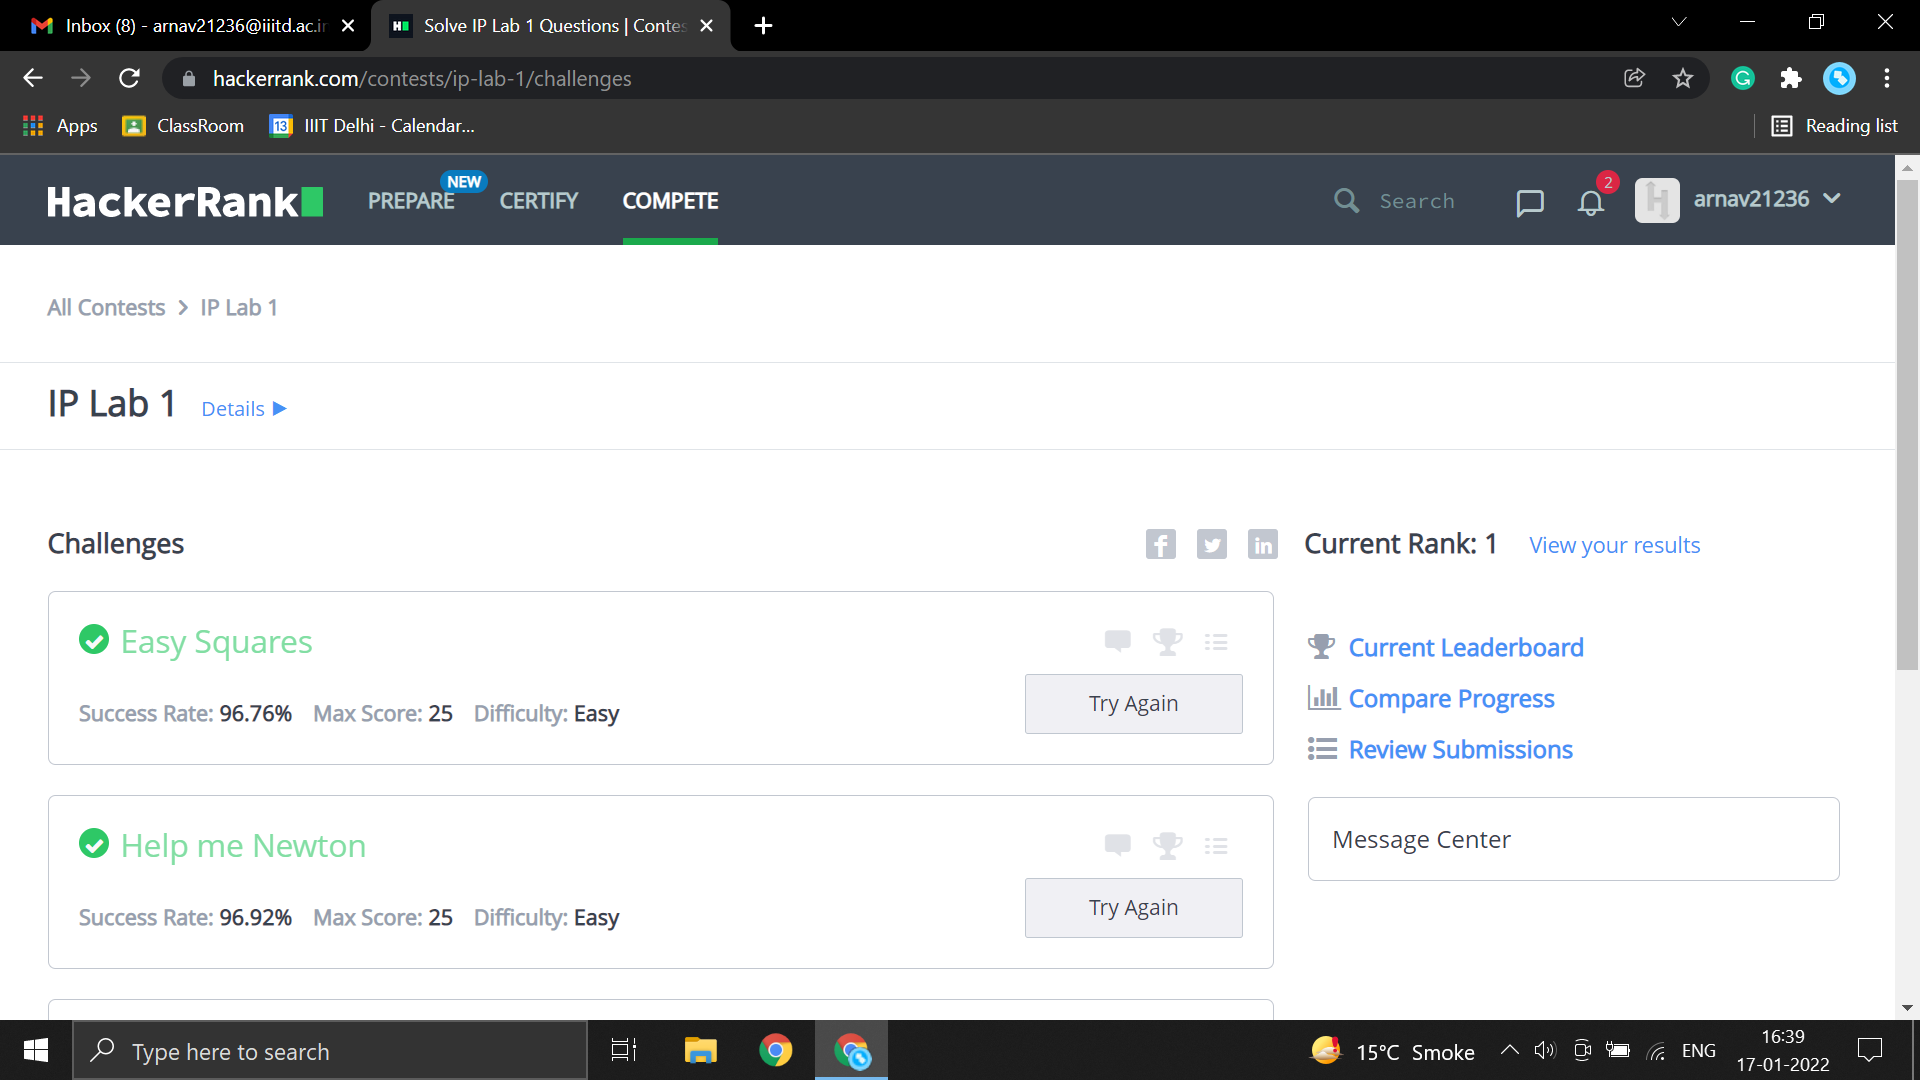 Inbox (8) - arnav21236@iiitd.ac.in
Solve IP Lab 1 Questions | Contes
hackerrank.com/contests/ip-lab-1/challenges
Apps
ClassRoom
13
IIIT Delhi - Calendar...
Reading list
HackerRank
PREPARE
NEW
CERTIFY
COMPETE
Search
2
arnav21236
All Contests > IP Lab 1
IP Lab 1
Details
Challenges
Current Rank: 1
View your results
Easy Squares
Success Rate: 96.76% Max Score: 25 Difficulty: Easy
Try Again
Current Leaderboard
Compare Progress
Review Submissions
Help me Newton
Success Rate: 96.92% Max Score: 25 Difficulty: Easy
Try Again
Message Center
Type here to search
15°C Smoke
ENG
16:39
17-01-2022